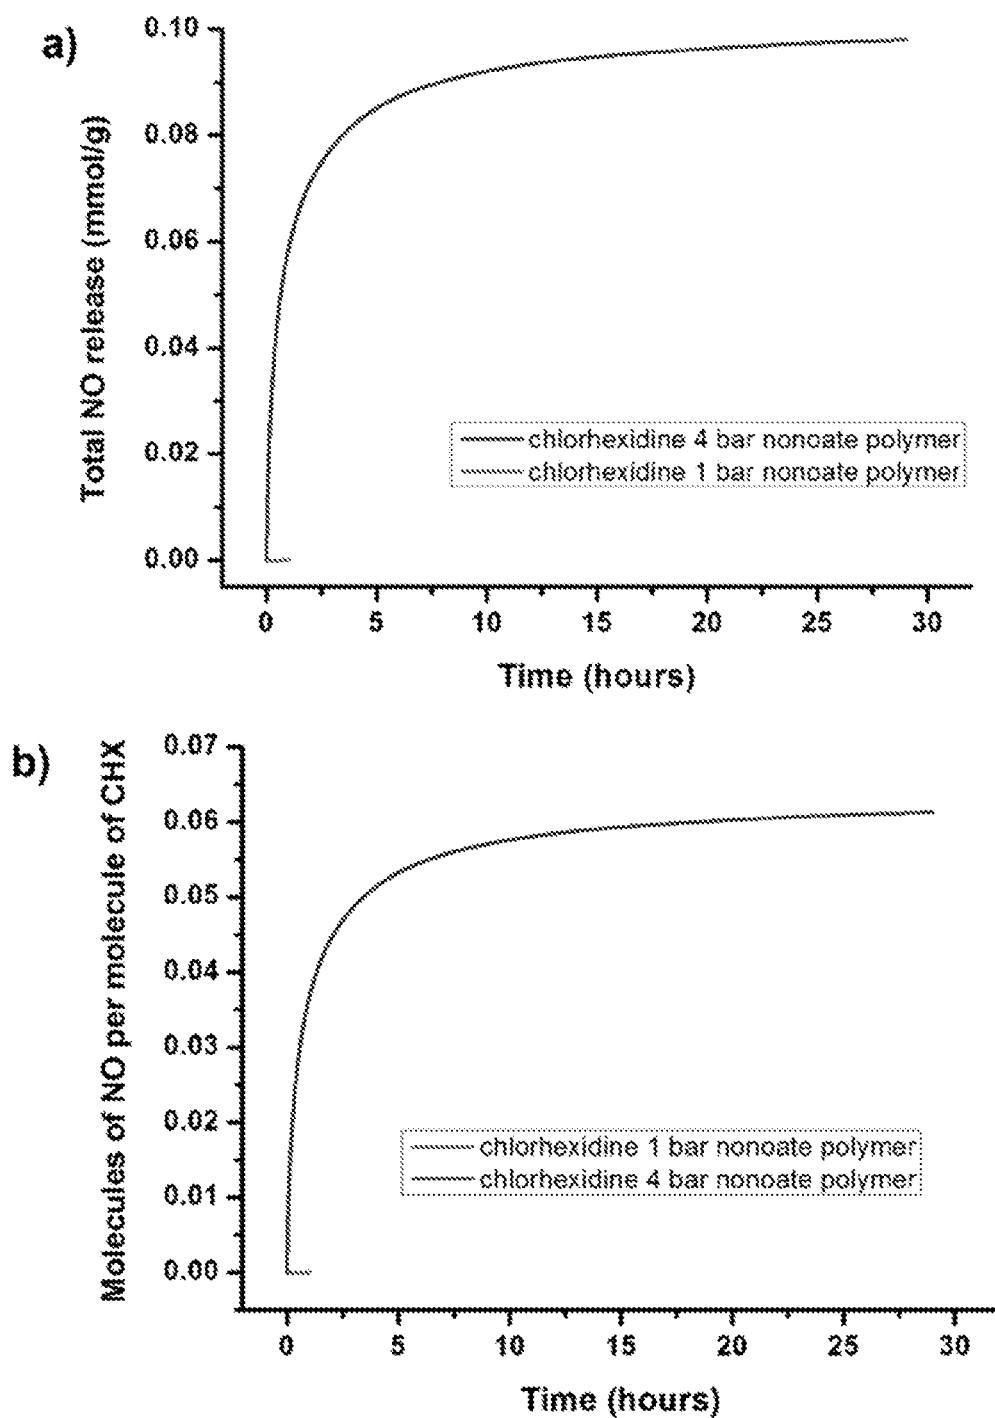 a)
Total NO release (mmol/g)
0.10
0.08
0.06
0.04
0.02
0.00
chlorhexidine 4 bar nonoate polymer
chlorhexidine 1 bar nonoate polymer
0 5 10 15 20 25 30
Time (hours)
b)
Molecules of NO per molecule of CHX
0.07
0.06
0.05
0.04
0.03
0.02
0.01
0.00
chlorhexidine 1 bar nonoate polymer
chlorhexidine 4 bar nonoate polymer
0 5 10 15 20 25 30
Time (hours)